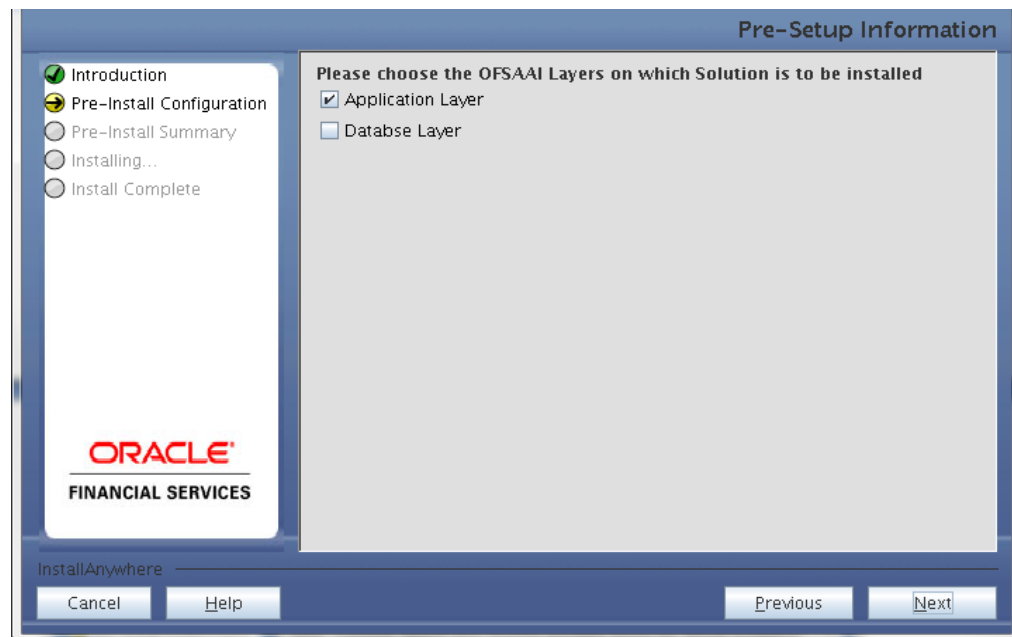 Pre-Setup Information
Introduction
Pre-Install Configuration
Pre-Install Summary
Installing...
Install Complete
ORACLE
FINANCIAL SERVICES
Please choose the OFSAAI Layers on which Solution is to be installed
Application Layer
Databse Layer
InstallAnywhere
Cancel
Help
Previous
Next